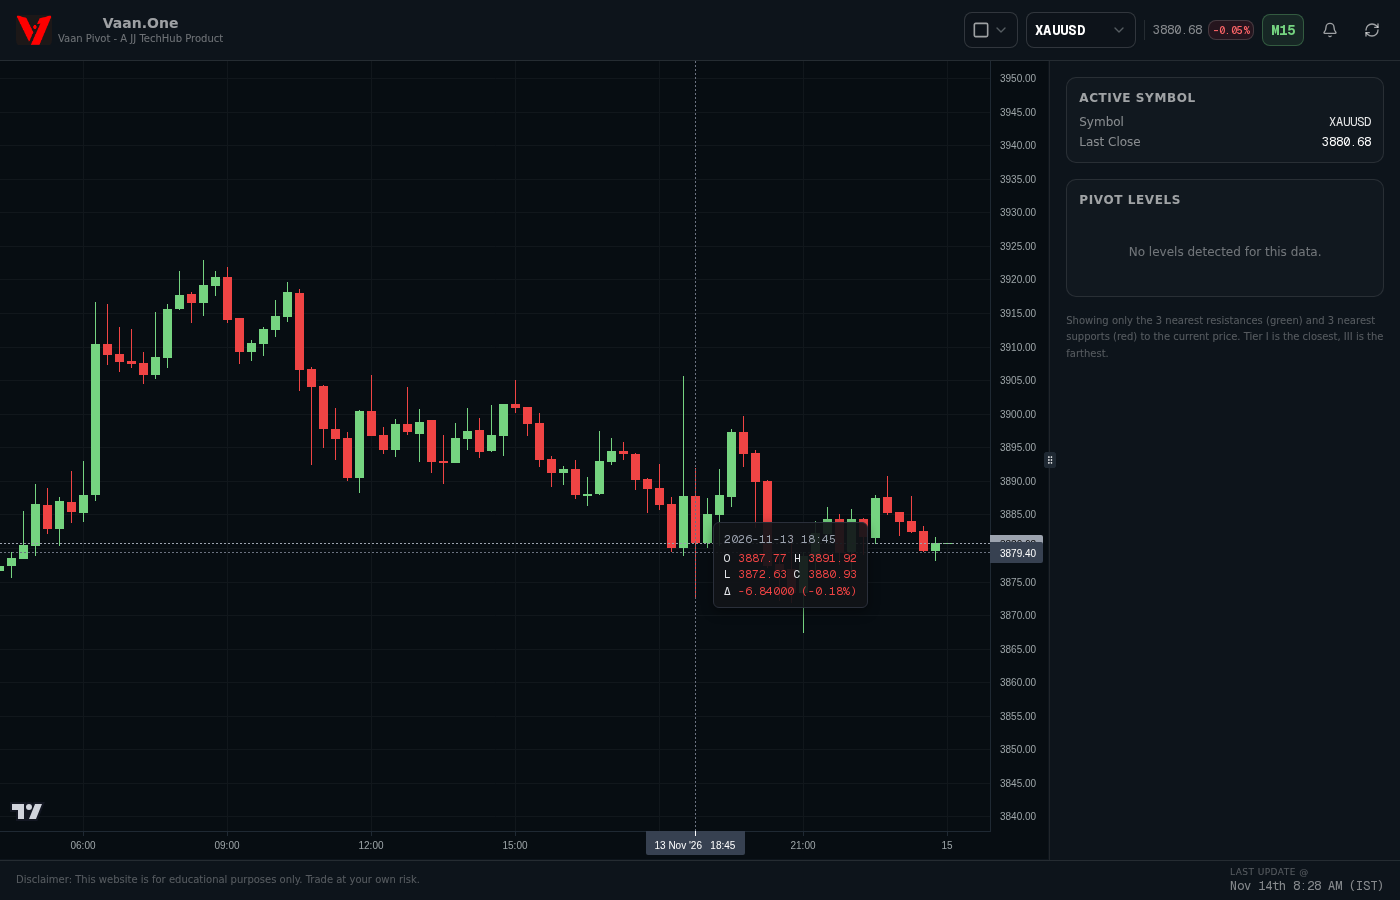 Vaan.One
Vaan Pivot - A JJ TechHub Product
XAUUSD
3880.68
-0.05%
M15
3950.00
3945.00
3940.00
3935.00
3930.00
3925.00
3920.00
3915.00
3910.00
3905.00
3900.00
3895.00
3890.00
3885.00
3879.40
3875.00
3870.00
3865.00
3860.00
3855.00
3850.00
3845.00
3840.00
2026-11-13 18:45
O 3887.77 H 3891.92
L 3872.63 C 3880.93
Δ -6.84000 (-0.18%)
06:00
09:00
12:00
15:00
13 Nov '26 18:45
21:00
15
ACTIVE SYMBOL
Symbol XAUUSD
Last Close 3880.68
PIVOT LEVELS
No levels detected for this data.
Showing only the 3 nearest resistances (green) and 3 nearest
supports (red) to the current price. Tier I is the closest, III is the
farthest.
Disclaimer: This website is for educational purposes only. Trade at your own risk.
LAST UPDATE @
Nov 14th 8:28 AM (IST)